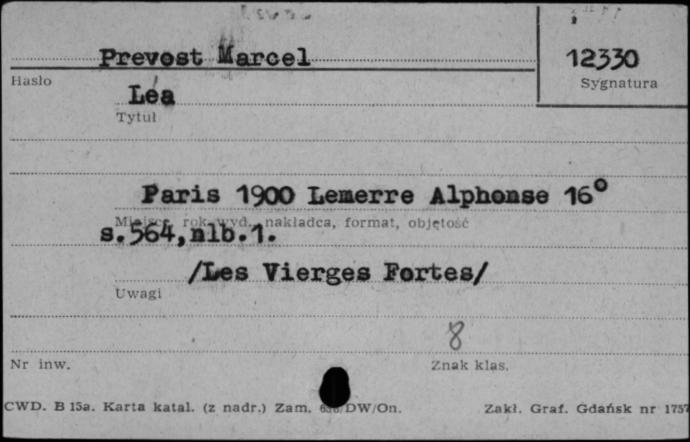 Prevost Marcel
12330
Hasło
Sygnatura
Léa
Tytuł
Paris 1900 Lemerre Alphonse 16°
Miejsce, rok wyd., nakładca, format, objętość
s.564,nlb.1.
/Les Vierges Fortes/
Uwagi
8
Nr inw.
Znak klas.
CWD. B 15a. Karta katal. (z nadr.) Zam. DW/On.
Zakł. Graf. Gdańsk nr 1757